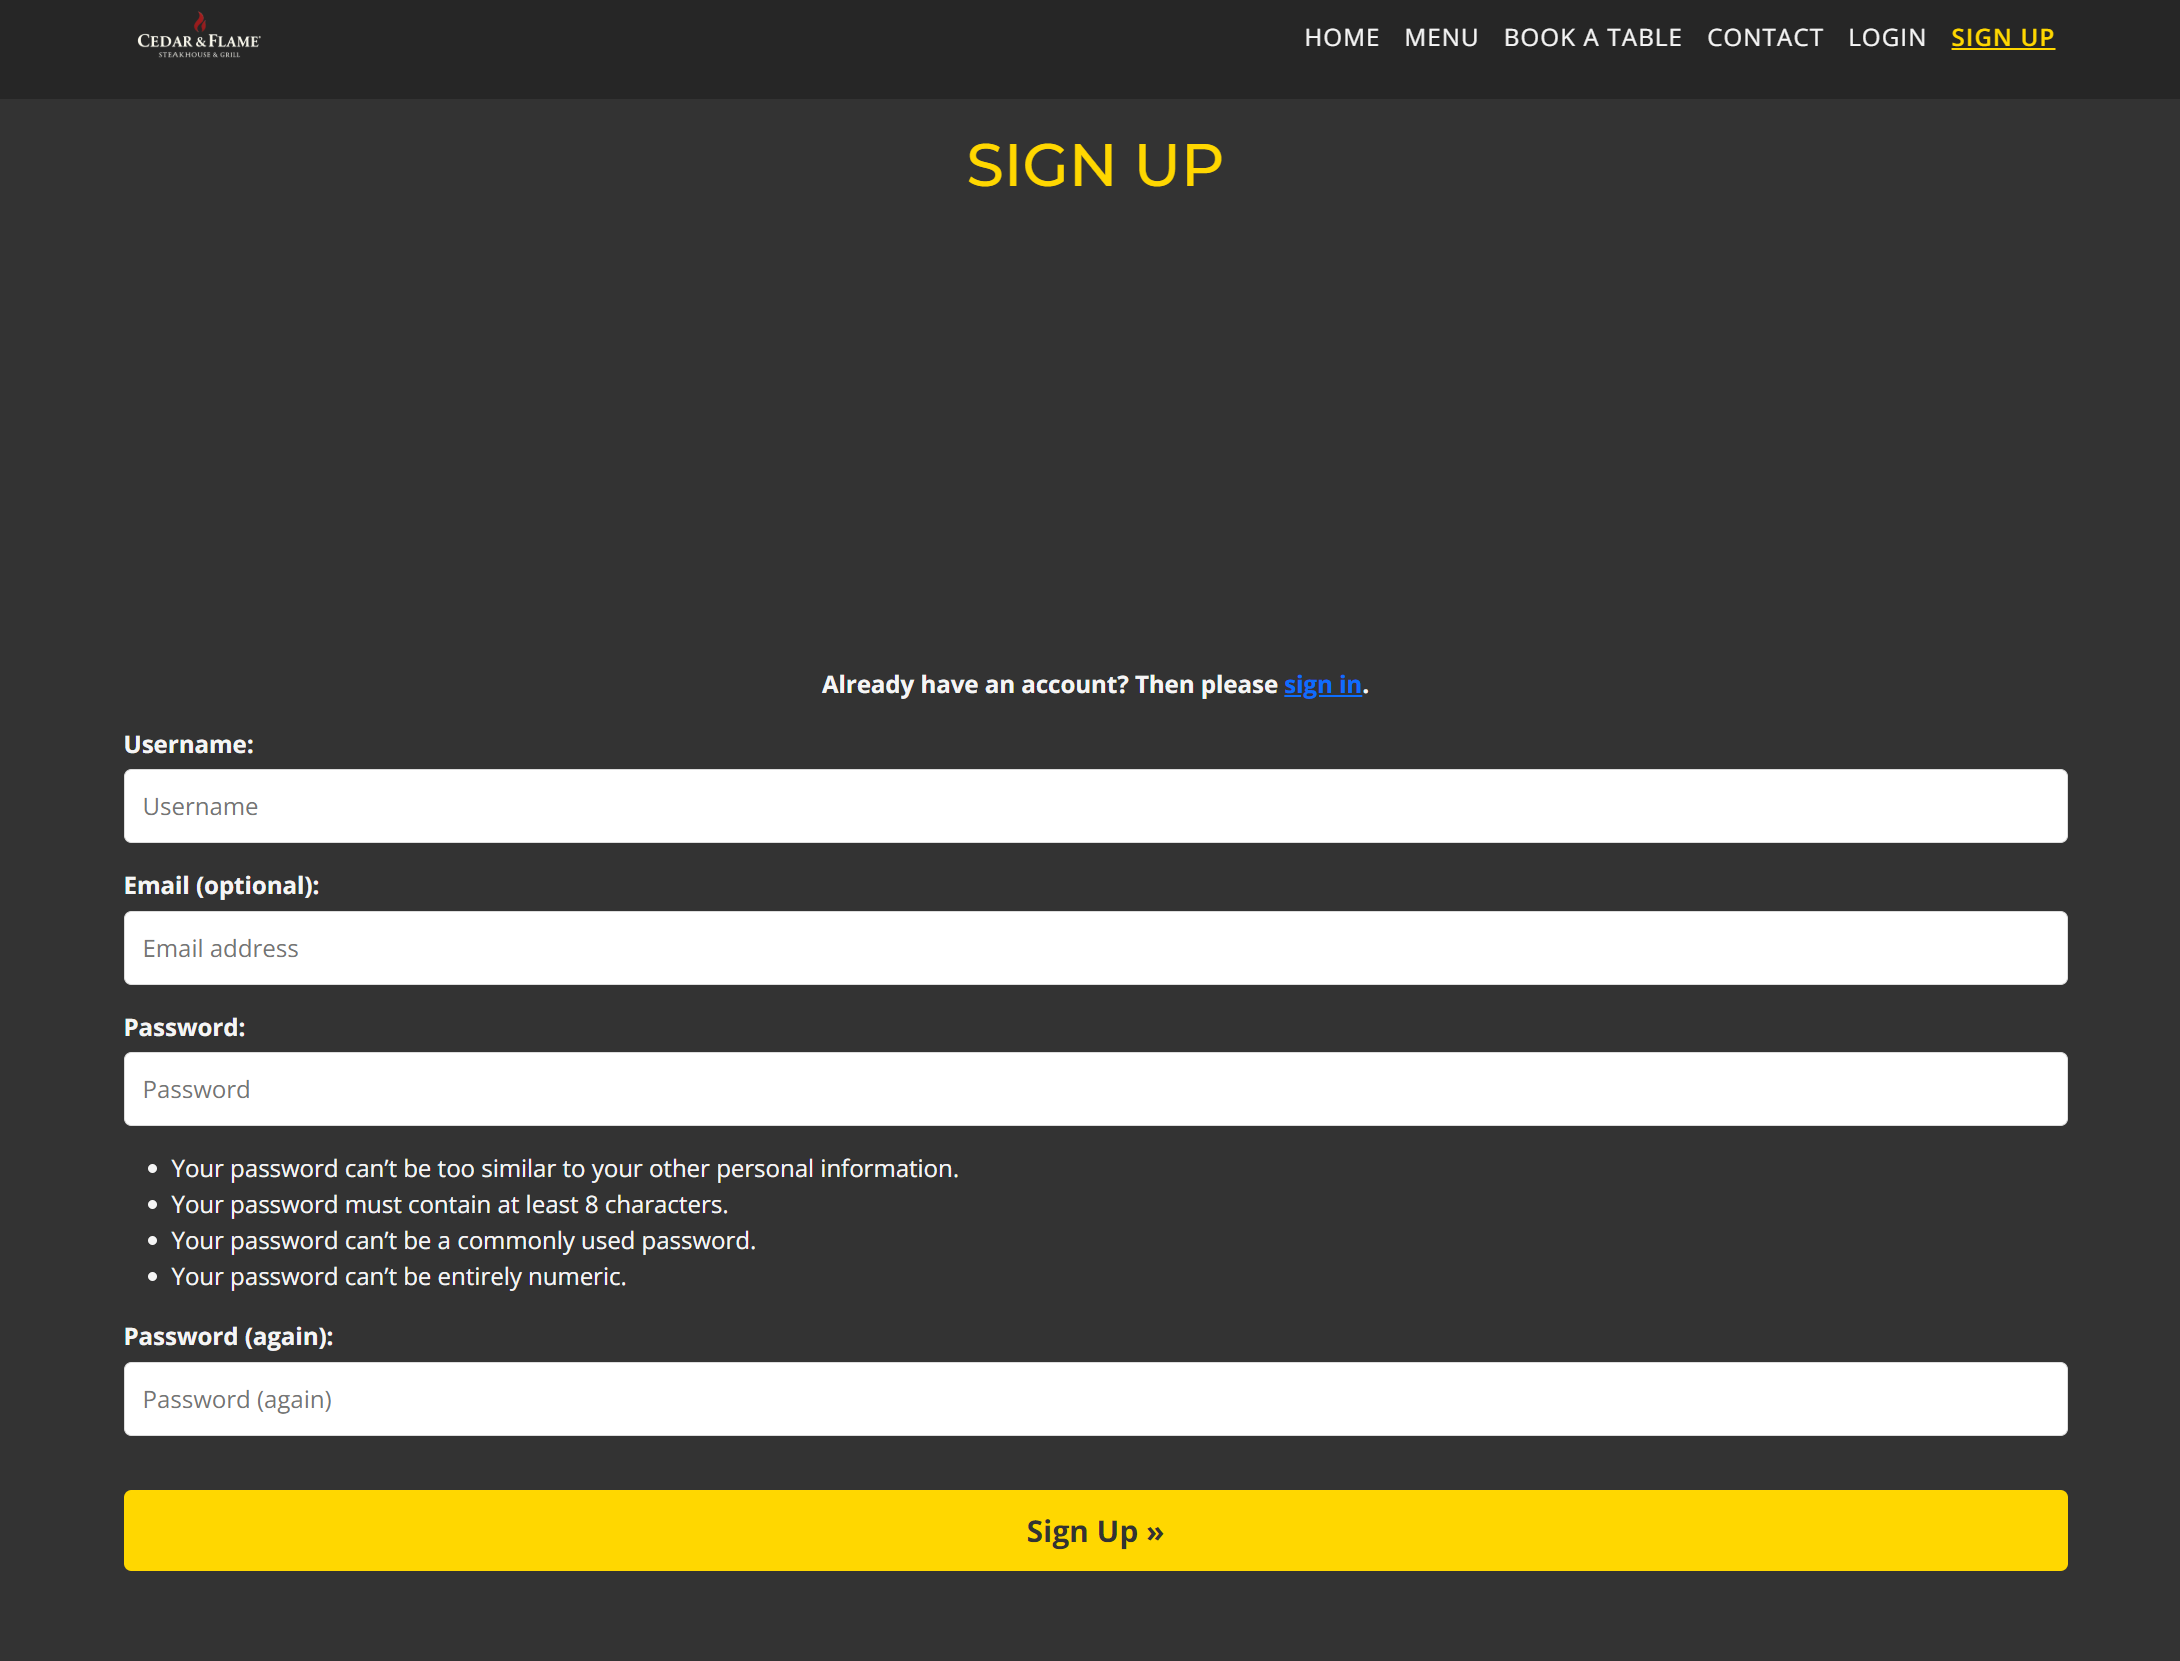 CEDAR & FLAME
STEAKHOUSE & GRILL
HOME MENU BOOK A TABLE CONTACT LOGIN SIGN UP
SIGN UP
Already have an account? Then please sign in.
Username:
Username
Email (optional):
Email address
Password:
Password
• Your password can’t be too similar to your other personal information.
• Your password must contain at least 8 characters.
• Your password can’t be a commonly used password.
• Your password can’t be entirely numeric.
Password (again):
Password (again)
Sign Up »